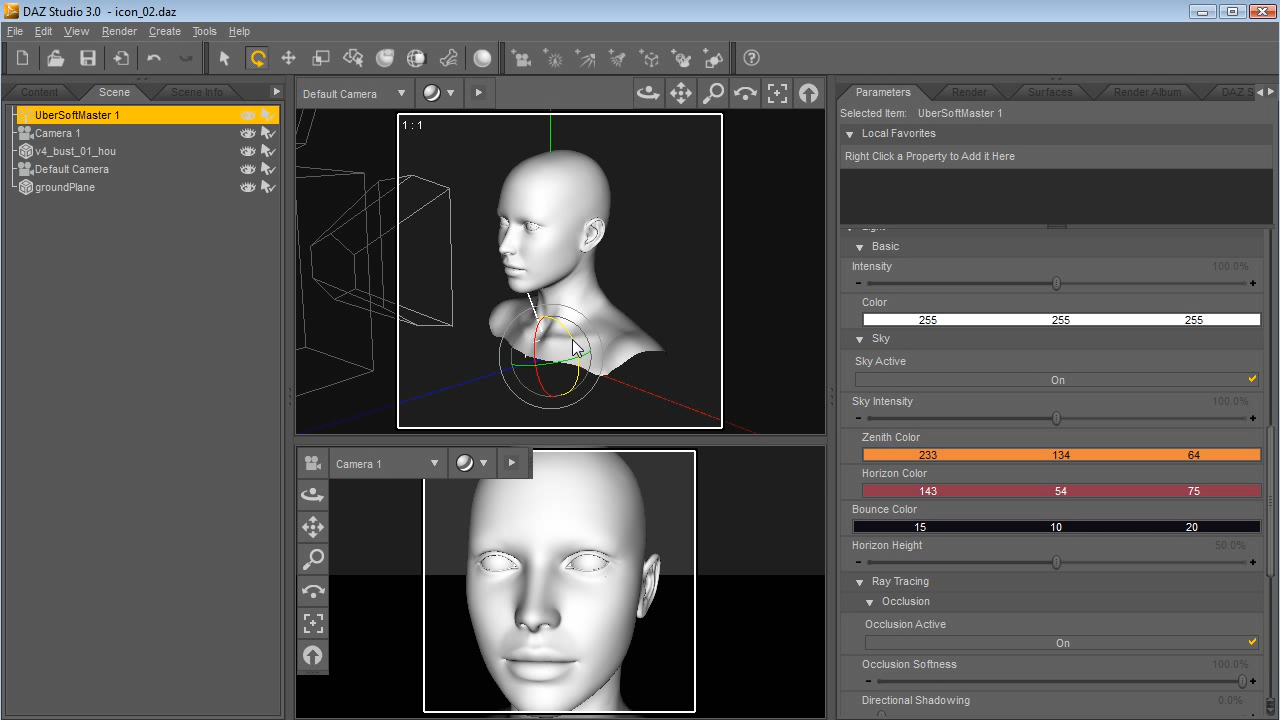 DAZ Studio 3.0 - icon_02.daz
File Edit View Render Create Tools Help
Content Scene Scene Info
UberSoftMaster 1
Camera 1
v4_bust_01_hou
Default Camera
groundPlane
Default Camera
1 : 1
Camera 1
Parameters Render Surfaces Render Album DAZ S
Selected Item: UberSoftMaster 1
Local Favorites
Right Click a Property to Add it Here
Light
Basic
Intensity 100.0%
Color
255 255 255
Sky
Sky Active
On
Sky Intensity 100.0%
Zenith Color
233 134 64
Horizon Color
143 54 75
Bounce Color
15 10 20
Horizon Height 50.0%
Ray Tracing
Occlusion
Occlusion Active
On
Occlusion Softness 100.0%
Directional Shadowing 0.0%